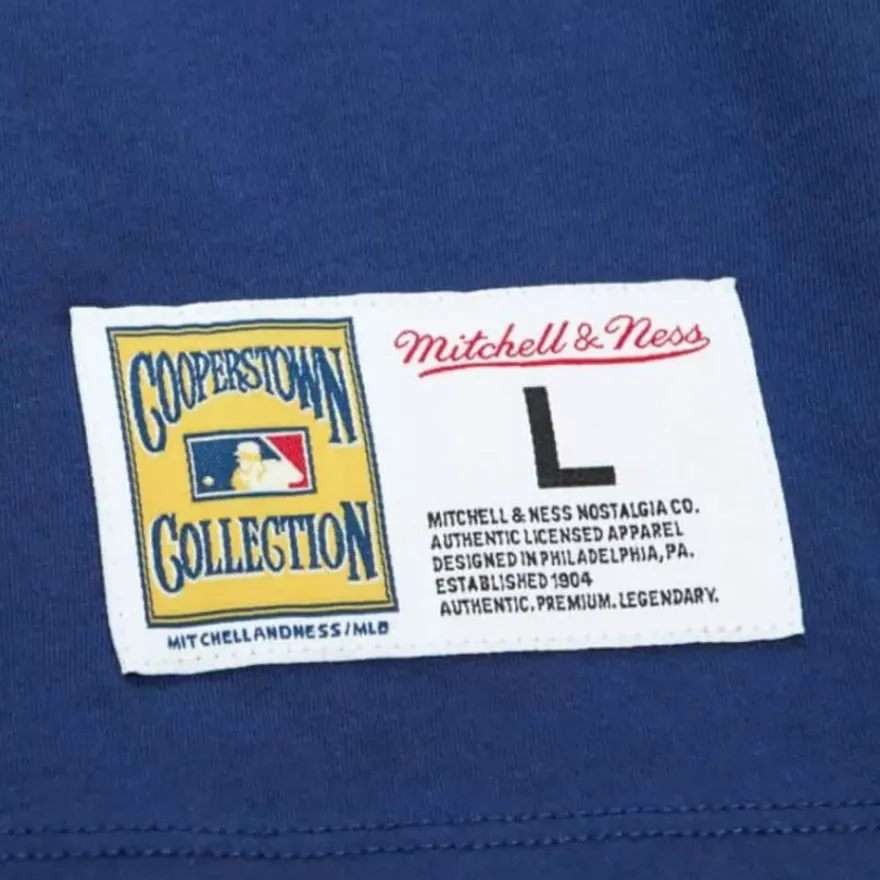 COOPERSTOWN
COLLECTION
MITCHELLANDNESS/MLB
Mitchell & Ness
L
MITCHELL & NESS NOSTALGIA CO.
AUTHENTIC LICENSED APPAREL
DESIGNED IN PHILADELPHIA, PA.
ESTABLISHED 1904
AUTHENTIC. PREMIUM. LEGENDARY.